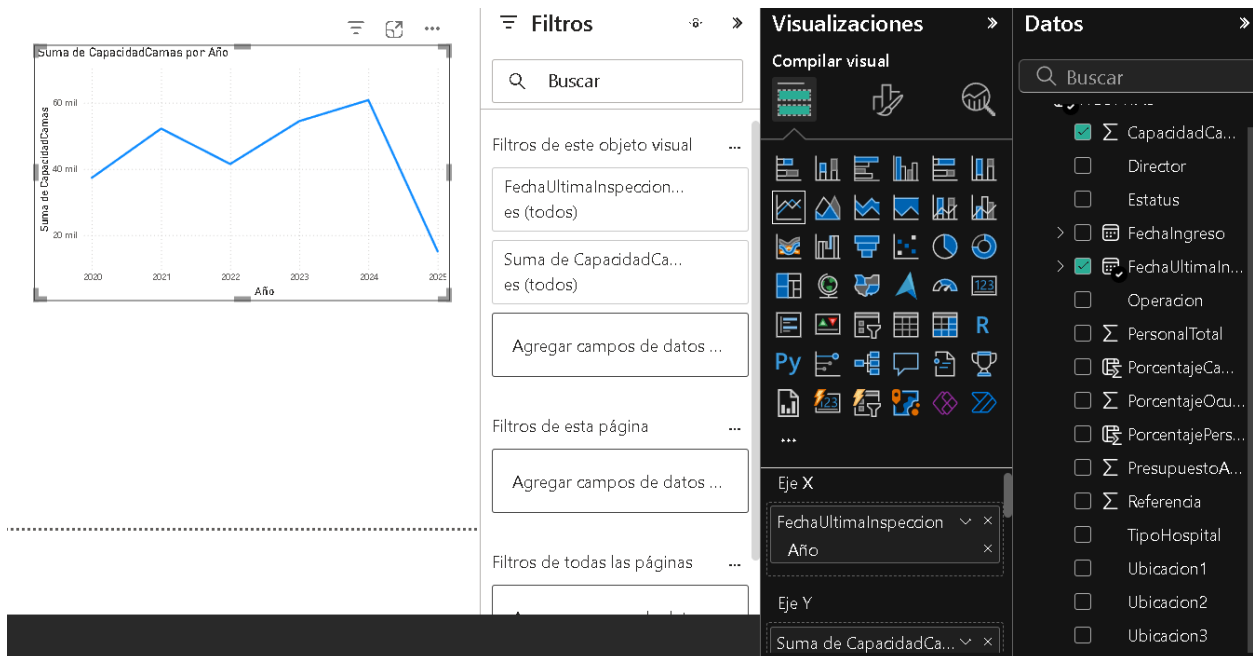 Suma de CapacidadCamas por Año
Suma de CapacidadCamas
60 mil
40 mil
20 mil
2020
2021
2022
2023
2024
2025
Año
Filtros
Buscar
Filtros de este objeto visual
...
FechaUltimaInspeccion...
es (todos)
Suma de CapacidadCa...
es (todos)
Agregar campos de datos ...
Filtros de esta página
...
Agregar campos de datos ...
Filtros de todas las páginas
...
Visualizaciones
Compilar visual
123
R
Py
123
...
Eje X
FechaUltimaInspeccion
Año
Eje Y
Suma de CapacidadCa...
Datos
Buscar
CapacidadCa...
Director
Estatus
FechaIngreso
FechaUltimaIn...
Operacion
PersonalTotal
PorcentajeCa...
PorcentajeOcu...
PorcentajePers...
PresupuestoA...
Referencia
TipoHospital
Ubicacion1
Ubicacion2
Ubicacion3